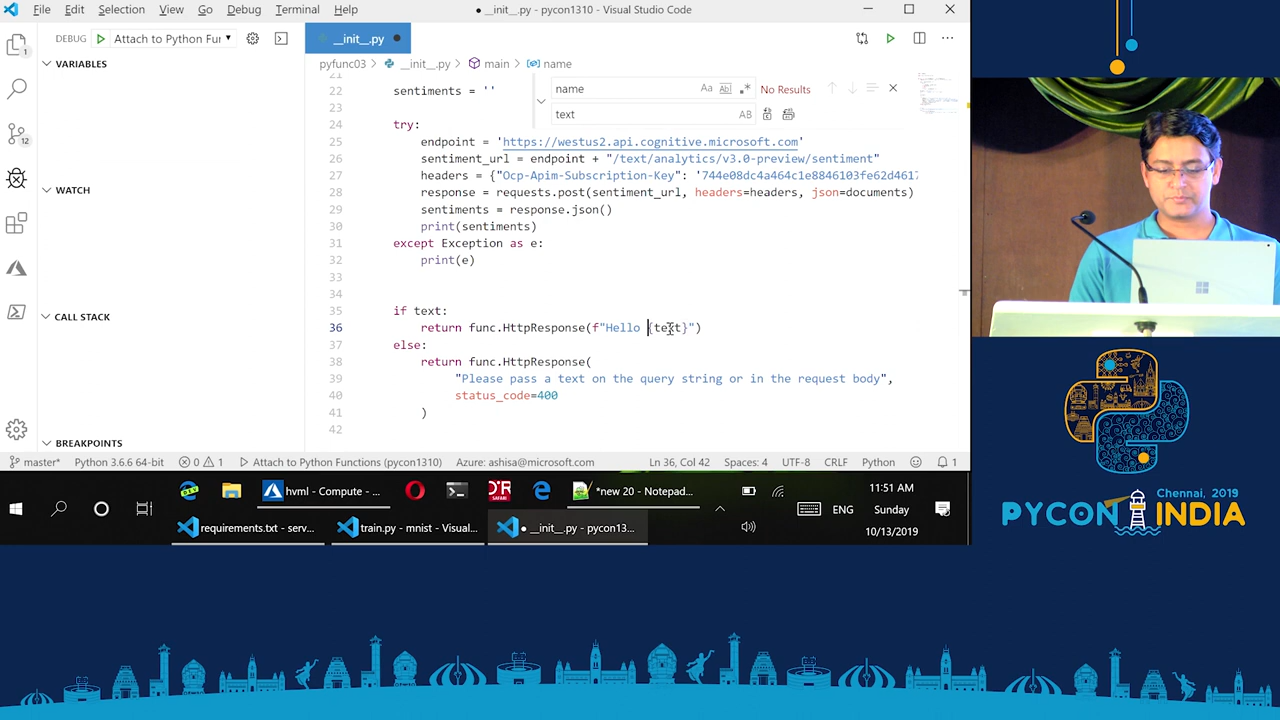 File Edit Selection View Go Debug Terminal Help
● __init__.py - pycon1310 - Visual Studio Code
DEBUG Attach to Python Fur
__init__.py
VARIABLES
pyfunc03 > __init__.py > main > name
name Aa Abl No Results
text AB
21
22 sentiments = ''
23
24 try:
25 endpoint = 'https://westus2.api.cognitive.microsoft.com'
26 sentiment_url = endpoint + "/text/analytics/v3.0-preview/sentiment"
27 headers = {"Ocp-Apim-Subscription-Key": '744e08dc4a464c1e8846103fe62d461
28 response = requests.post(sentiment_url, headers=headers, json=documents)
29 sentiments = response.json()
30 print(sentiments)
31 except Exception as e:
32 print(e)
33
34
35 if text:
36 return func.HttpResponse(f"Hello {text}")
37 else:
38 return func.HttpResponse(
39 "Please pass a text on the query string or in the request body",
40 status_code=400
41 )
42
1
12
WATCH
CALL STACK
BREAKPOINTS
master* Python 3.6.6 64-bit 0 1 Attach to Python Functions (pycon1310) Azure: ashisa@microsoft.com Ln 36, Col 42 Spaces: 4 UTF-8 CRLF Python 1
hvml - Compute - ... *new 20 - Notepad... ENG
requirements.txt - serv... train.py - mnist - Visual... ● __init__.py - pycon13...
11:51 AM
Sunday
10/13/2019
Chennai, 2019
PYCON INDIA